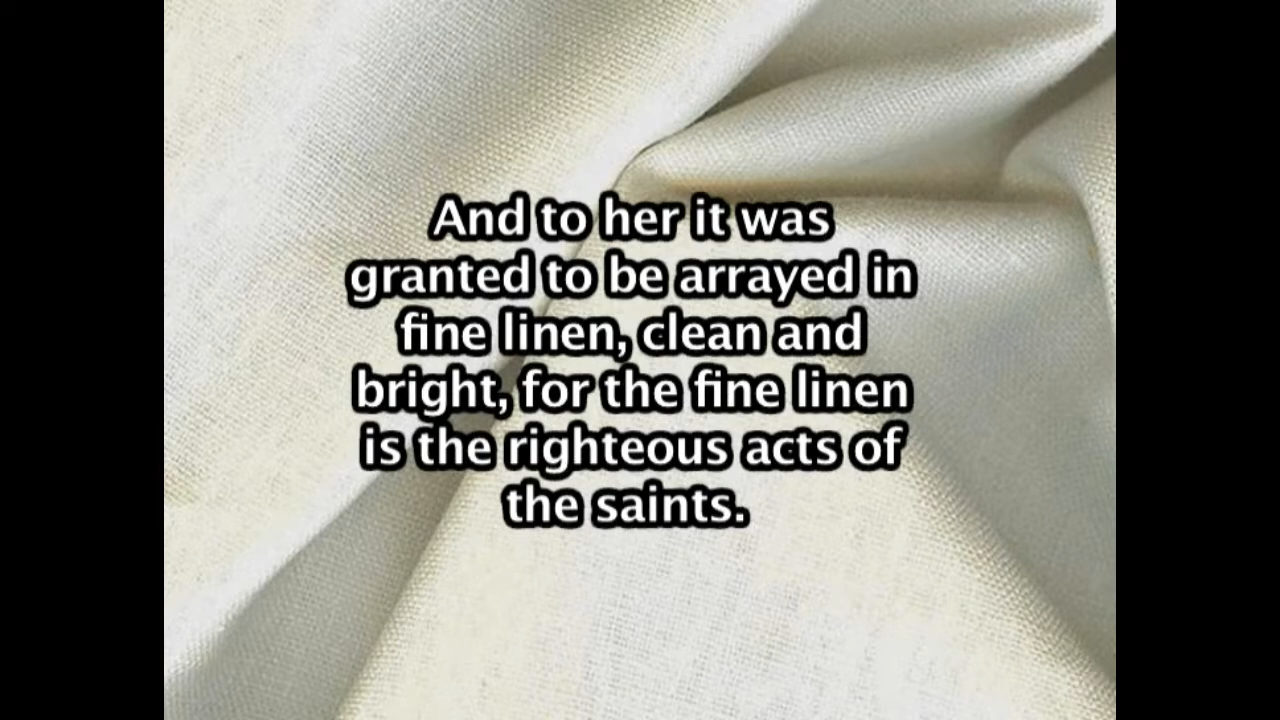 And to her it was
granted to be arrayed in
fine linen, clean and
bright, for the fine linen
is the righteous acts of
the saints.